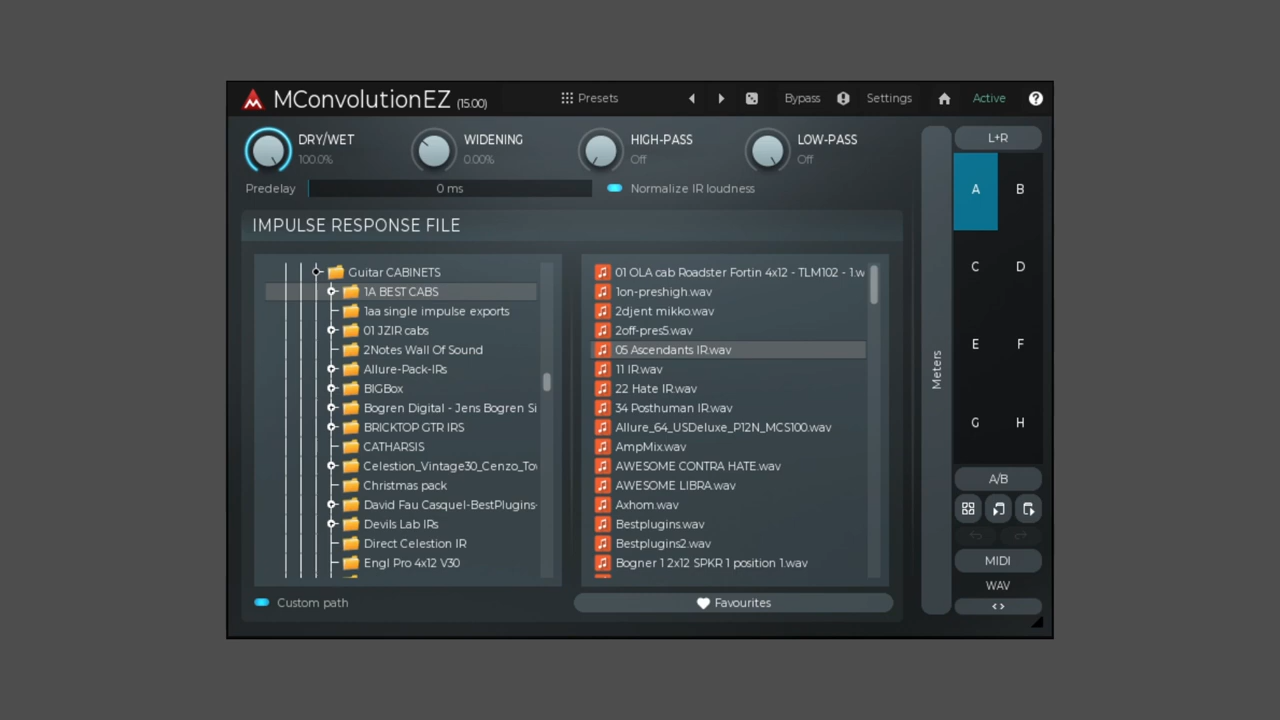 MConvolutionEZ (15.00) Presets Bypass Settings Active ?
DRY/WET
100.0%
WIDENING
0.00%
HIGH-PASS
Off
LOW-PASS
Off
Predelay 0 ms Normalize IR loudness
IMPULSE RESPONSE FILE
Guitar CABINETS
1A BEST CABS
1aa single impulse exports
01 JZIR cabs
2Notes Wall Of Sound
Allure-Pack-IRs
BIGBox
Bogren Digital - Jens Bogren Si
BRICKTOP GTR IRS
CATHARSIS
Celestion_Vintage30_Cenzo_To
Christmas pack
David Fau Casquel-BestPlugins-
Devils Lab IRs
Direct Celestion IR
Engl Pro 4x12 V30
Custom path
01 OLA cab Roadster Fortin 4x12 - TLM102 - 1.w
1on-preshigh.wav
2djent mikko.wav
2off-pres5.wav
05 Ascendants IR.wav
11 IR.wav
22 Hate IR.wav
34 Posthuman IR.wav
Allure_64_USDeluxe_P12N_MCS100.wav
AmpMix.wav
AWESOME CONTRA HATE.wav
AWESOME LIBRA.wav
Axhom.wav
Bestplugins.wav
Bestplugins2.wav
Bogner 1 2x12 SPKR 1 position 1.wav
Favourites
Meters
L+R
A B
C D
E F
G H
A/B
MIDI
WAV